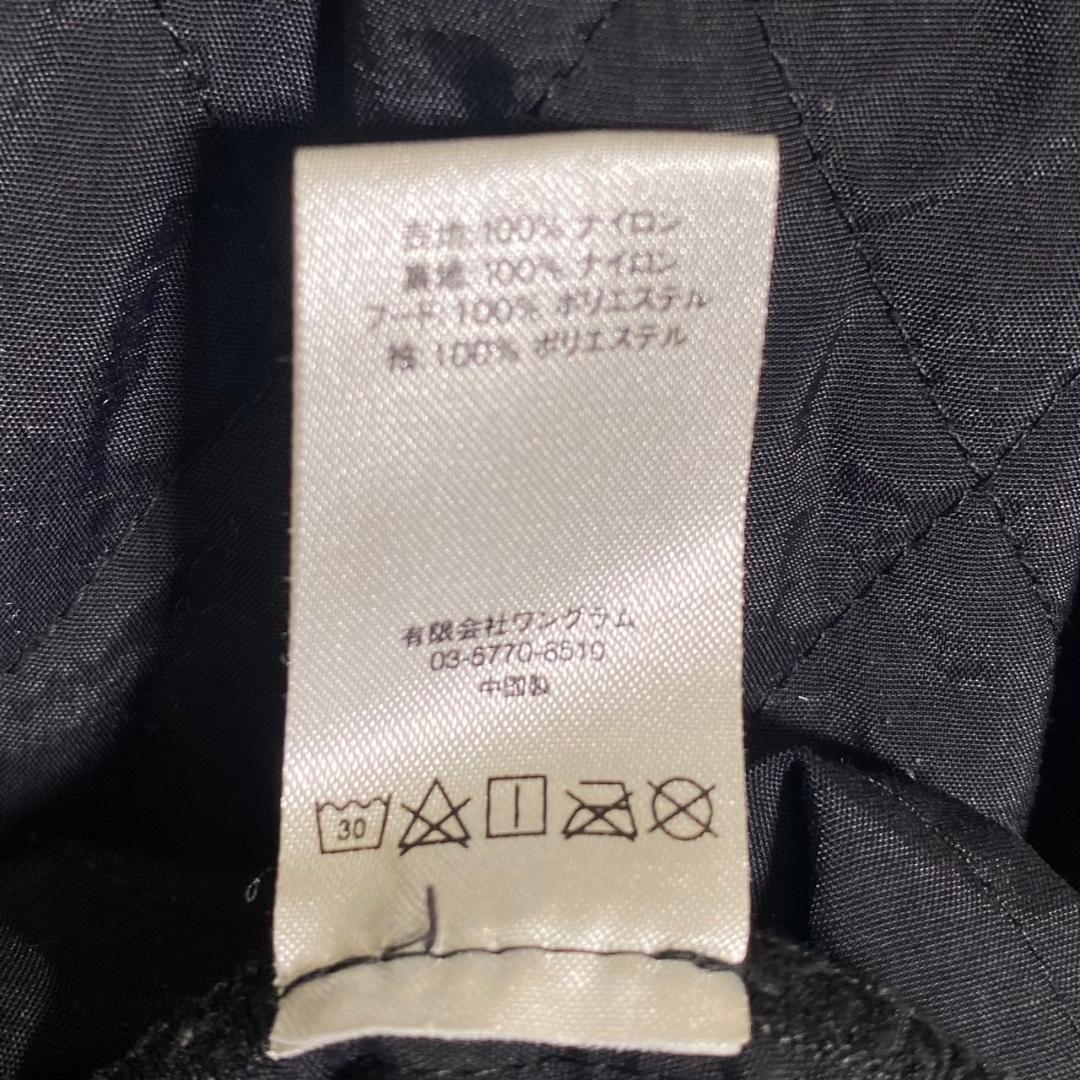 表地: 100% ナイロン
裏地: 100% ナイロン
フード: 100% ポリエステル
袖: 100% ポリエステル
有限会社ワングラム
03-5770-6510
中国製
30